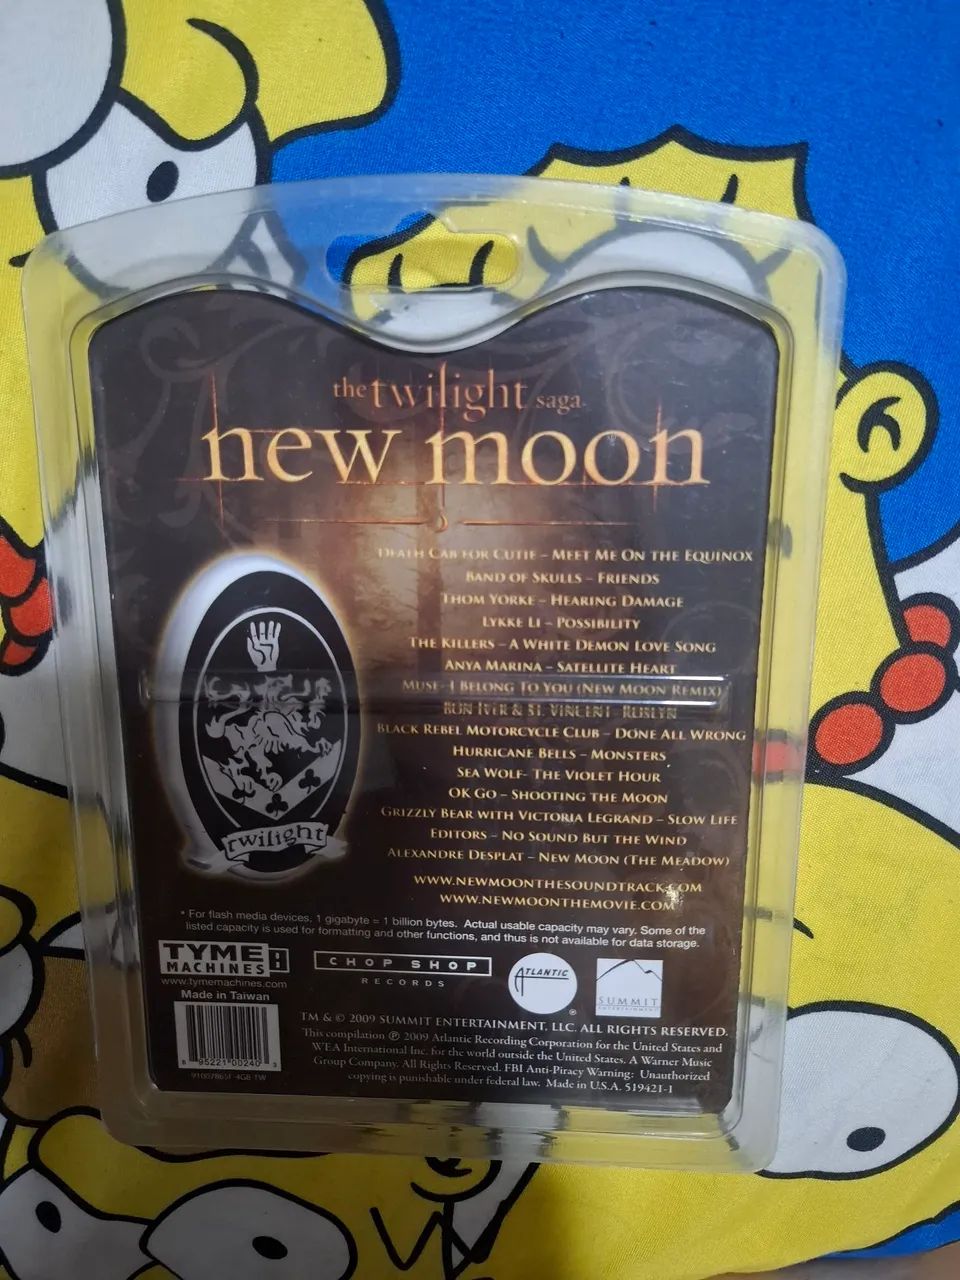 the twilight saga
new moon
Death Cab for Cutie – Meet Me On the Equinox
Band of Skulls – Friends
Thom Yorke – Hearing Damage
Lykke Li – Possibility
The Killers – A White Demon Love Song
Anya Marina – Satellite Heart
Muse – I Belong To You (New Moon Remix)
Bon Iver & St. Vincent – Roslyn
Black Rebel Motorcycle Club – Done All Wrong
Hurricane Bells – Monsters
Sea Wolf – The Violet Hour
OK Go – Shooting the Moon
Grizzly Bear with Victoria Legrand – Slow Life
Editors – No Sound But the Wind
Alexandre Desplat – New Moon (The Meadow)
twilight
www.newmoonthesoundtrack.com
www.newmoonthemovie.com
* For flash media devices, 1 gigabyte = 1 billion bytes. Actual usable capacity may vary. Some of the
listed capacity is used for formatting and other functions, and thus is not available for data storage.
TYME
MACHINES
www.tymemachines.com
Made in Taiwan
CHOP SHOP
RECORDS
ATLANTIC
®
SUMMIT
ENTERTAINMENT
8 95221 00240 3
TM & © 2009 SUMMIT ENTERTAINMENT, LLC. ALL RIGHTS RESERVED.
This compilation ℗ 2009 Atlantic Recording Corporation for the United States and
WEA International Inc. for the world outside the United States. A Warner Music
Group Company. All Rights Reserved. FBI Anti-Piracy Warning: Unauthorized
copying is punishable under federal law. Made in U.S.A. 519421-1